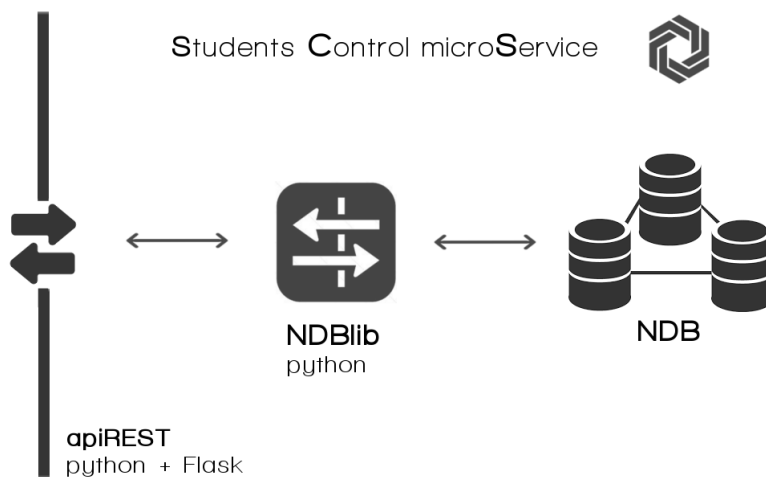 Students Control microService
NDBlib
python
NDB
apiREST
python + Flask